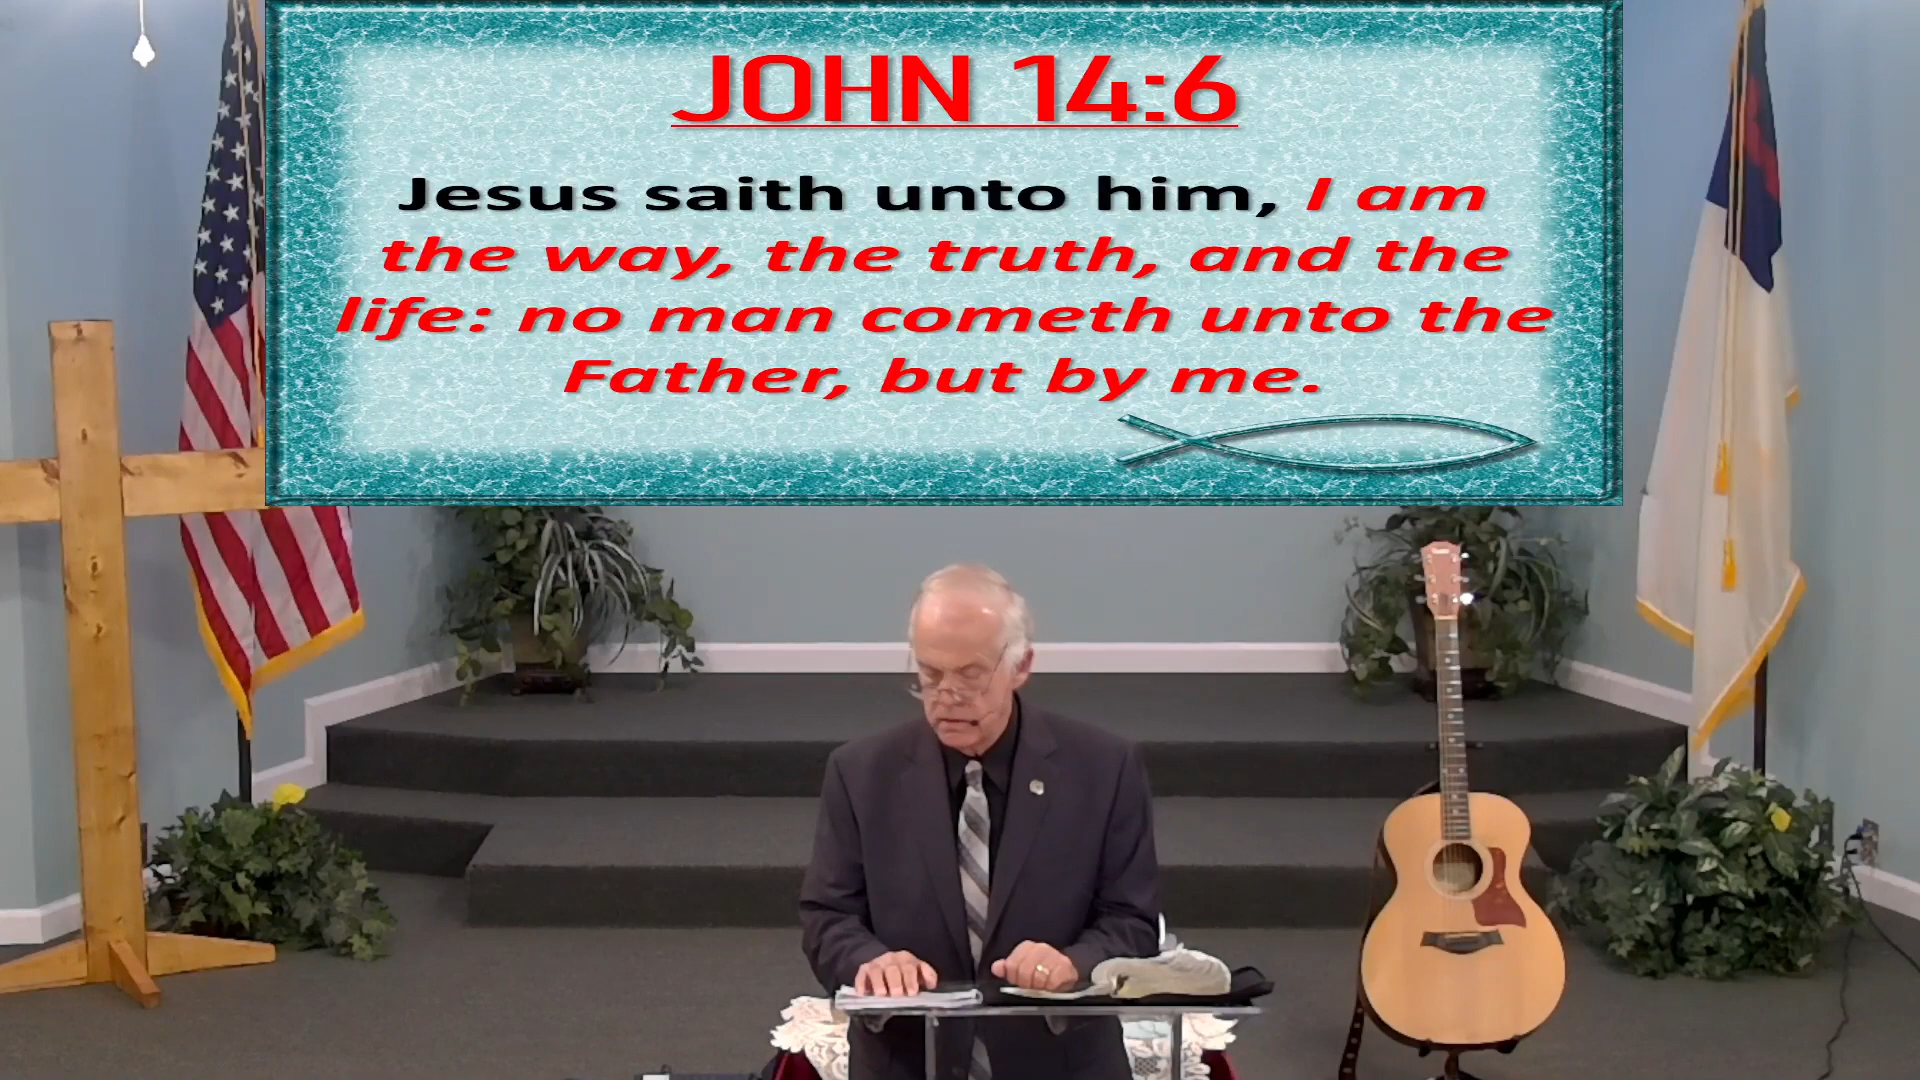 JOHN 14:6
Jesus saith unto him, I am
the way, the truth, and the
life: no man cometh unto the
Father, but by me.